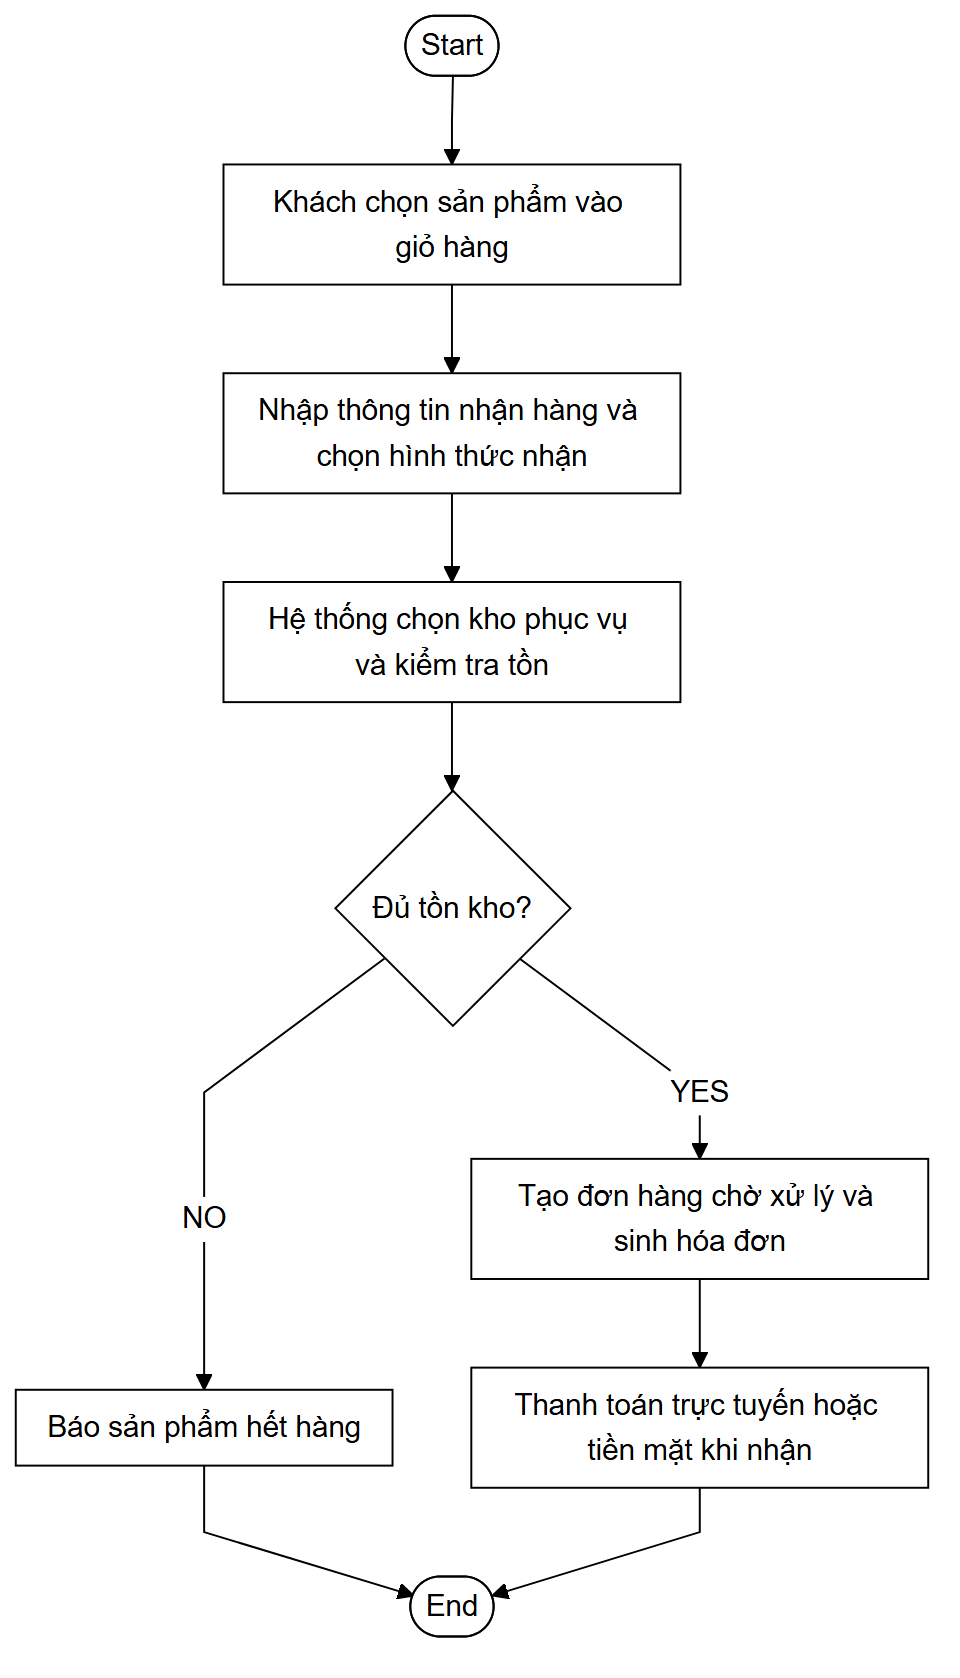 Start
Khách chọn sản phẩm vào
giỏ hàng
Nhập thông tin nhận hàng và
chọn hình thức nhận
Hệ thống chọn kho phục vụ
và kiểm tra tồn
Đủ tồn kho?
YES
Tạo đơn hàng chờ xử lý và
sinh hóa đơn
NO
Thanh toán trực tuyến hoặc
tiền mặt khi nhận
Báo sản phẩm hết hàng
End